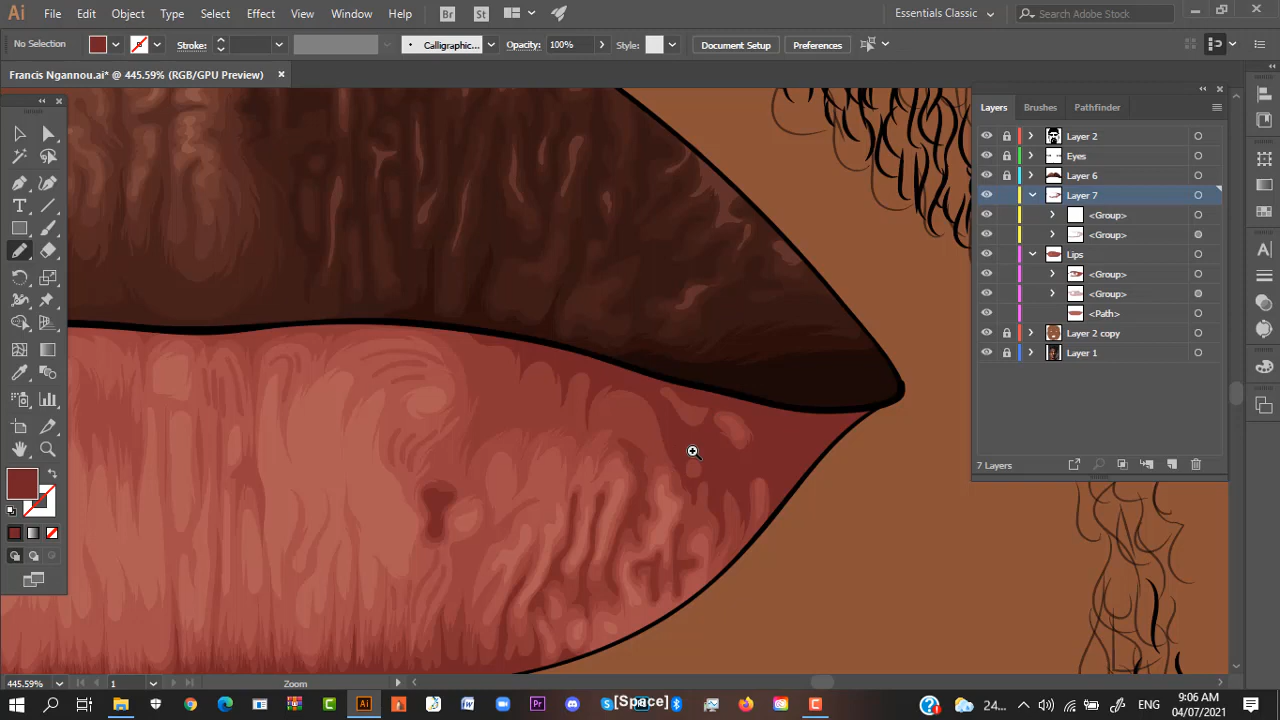 Ai File Edit Object Type Select Effect View Window Help Br St Essentials Classic Search Adobe Stock
No Selection Stroke: Calligraphic... Opacity: 100% Style: Document Setup Preferences
Francis Ngannou.ai* @ 445.59% (RGB/GPU Preview)
Layers Brushes Pathfinder
Layer 2
Eyes
Layer 6
Layer 7
<Group>
<Group>
Lips
<Group>
<Group>
<Path>
Layer 2 copy
Layer 1
7 Layers
445.59% 1 Zoom
[Space]
24... ENG 9:06 AM
04/07/2021